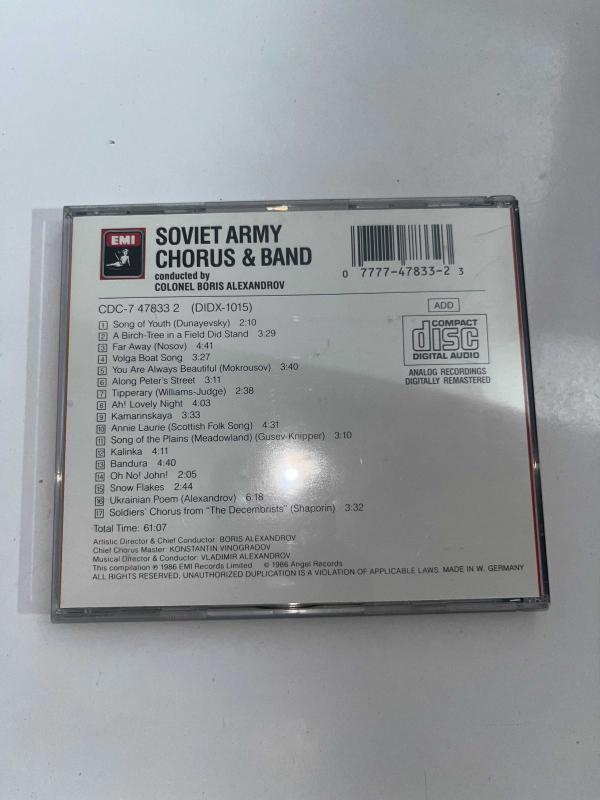 EMI
SOVIET ARMY
CHORUS & BAND
conducted by
COLONEL BORIS ALEXANDROV
0 7777-47833-2 3
CDC-7 47833 2 (DIDX-1015)
ADD
COMPACT
disc
DIGITAL AUDIO
ANALOG RECORDINGS
DIGITALLY REMASTERED
1 Song of Youth (Dunayevsky) 2:10
2 A Birch-Tree in a Field Did Stand 3:29
3 Far Away (Nosov) 4:41
4 Volga Boat Song 3:27
5 You Are Always Beautiful (Mokrousov) 3:40
6 Along Peter's Street 3:11
7 Tipperary (Williams-Judge) 2:38
8 Ah! Lovely Night 4:03
9 Kamarinskaya 3:33
10 Annie Laurie (Scottish Folk Song) 4:31
11 Song of the Plains (Meadowland) (Gusev-Knipper) 3:10
12 Kalinka 4:11
13 Bandura 4:40
14 Oh No! John! 2:05
15 Snow Flakes 2:44
16 Ukrainian Poem (Alexandrov) 6:18
17 Soldiers' Chorus from "The Decembrists" (Shaporin) 3:32
Total Time: 61:07
Artistic Director & Chief Conductor: BORIS ALEXANDROV
Chief Chorus Master: KONSTANTIN VINOGRADOV
Musical Director & Conductor: VLADIMIR ALEXANDROV
This compilation ℗ 1986 EMI Records Limited © 1986 Angel Records
ALL RIGHTS RESERVED. UNAUTHORIZED DUPLICATION IS A VIOLATION OF APPLICABLE LAWS. MADE IN W. GERMANY